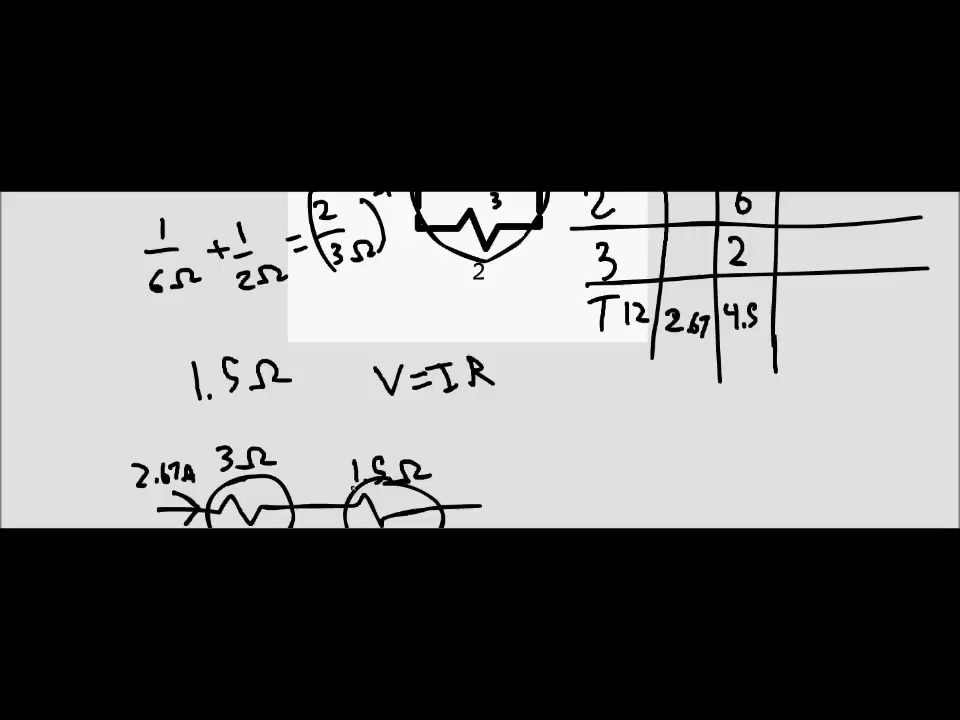 1/6Ω + 1/2Ω = (2/3Ω)
3
2
2 6
3 2
T 12 2.67 4.5
1.5Ω V=IR
2.67A 3Ω 1.5Ω